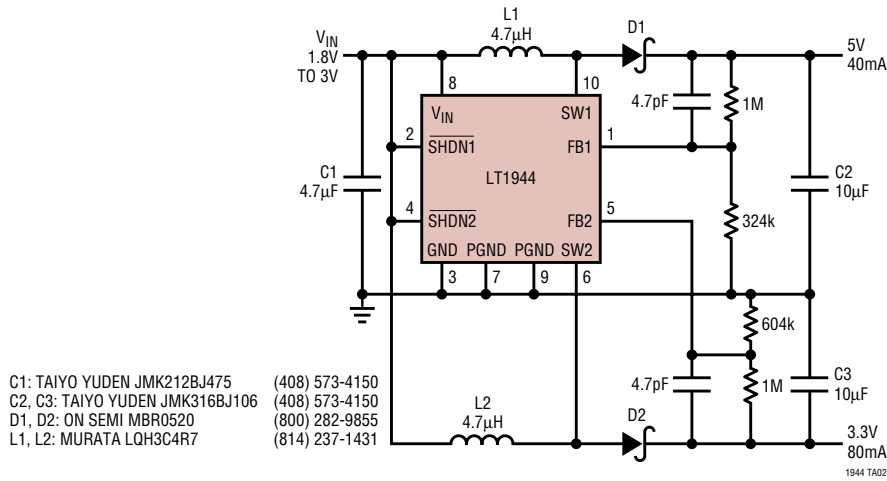 L1
4.7µH
D1
VIN
1.8V
TO 3V
5V
40mA
8
10
4.7pF
1M
VIN
SW1
2
SHDN1
FB1
1
C1
4.7µF
LT1944
C2
10µF
4
SHDN2
FB2
5
324k
GND PGND PGND SW2
3
7
9
6
604k
4.7pF
1M
C3
10µF
L2
4.7µH
D2
3.3V
80mA
C1: TAIYO YUDEN JMK212BJ475 (408) 573-4150
C2, C3: TAIYO YUDEN JMK316BJ106 (408) 573-4150
D1, D2: ON SEMI MBR0520 (800) 282-9855
L1, L2: MURATA LQH3C4R7 (814) 237-1431
1944 TA02